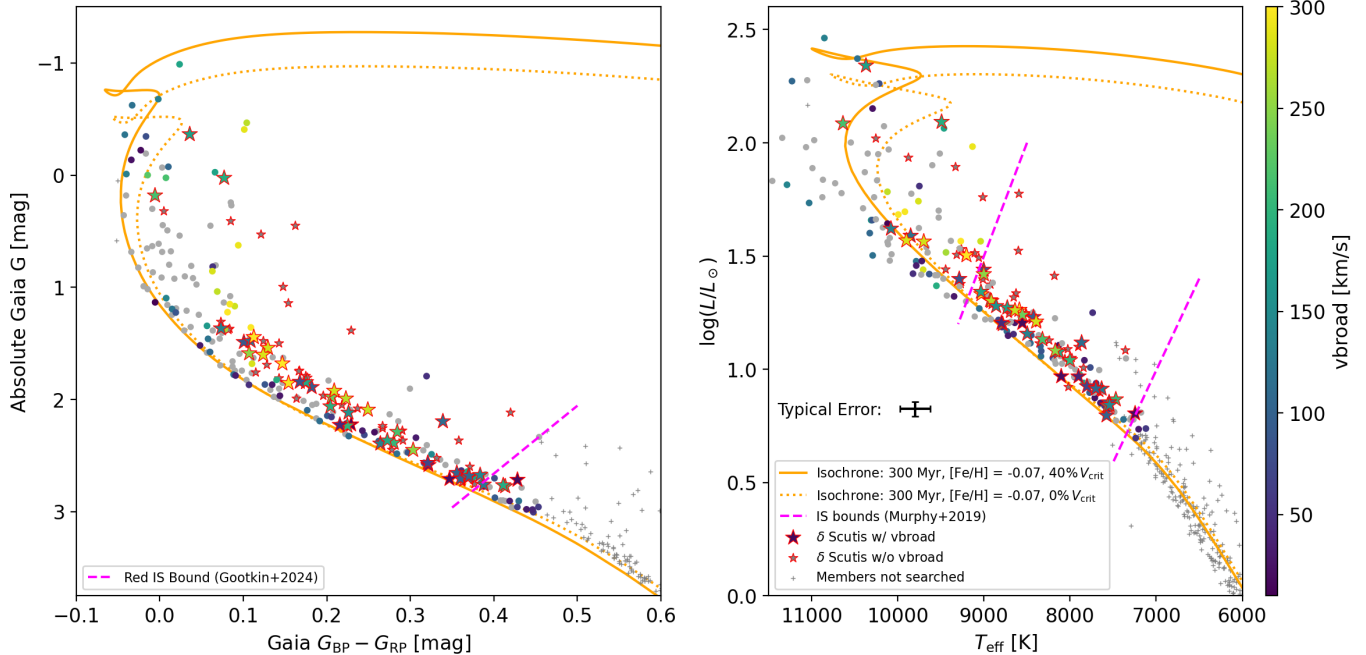 Absolute Gaia G [mag]
−1
0
1
2
3
−0.1 0.0 0.1 0.2 0.3 0.4 0.5 0.6
Gaia G_BP − G_RP [mag]
Red IS Bound (Gootkin+2024)
log(L/L⊙)
2.5
2.0
1.5
1.0
0.5
0.0
11000 10000 9000 8000 7000 6000
T_eff [K]
Typical Error:
Isochrone: 300 Myr, [Fe/H] = -0.07, 40% V_crit
Isochrone: 300 Myr, [Fe/H] = -0.07, 0% V_crit
IS bounds (Murphy+2019)
δ Scutis w/ vbroad
δ Scutis w/o vbroad
Members not searched
300
250
200
150
100
50
vbroad [km/s]